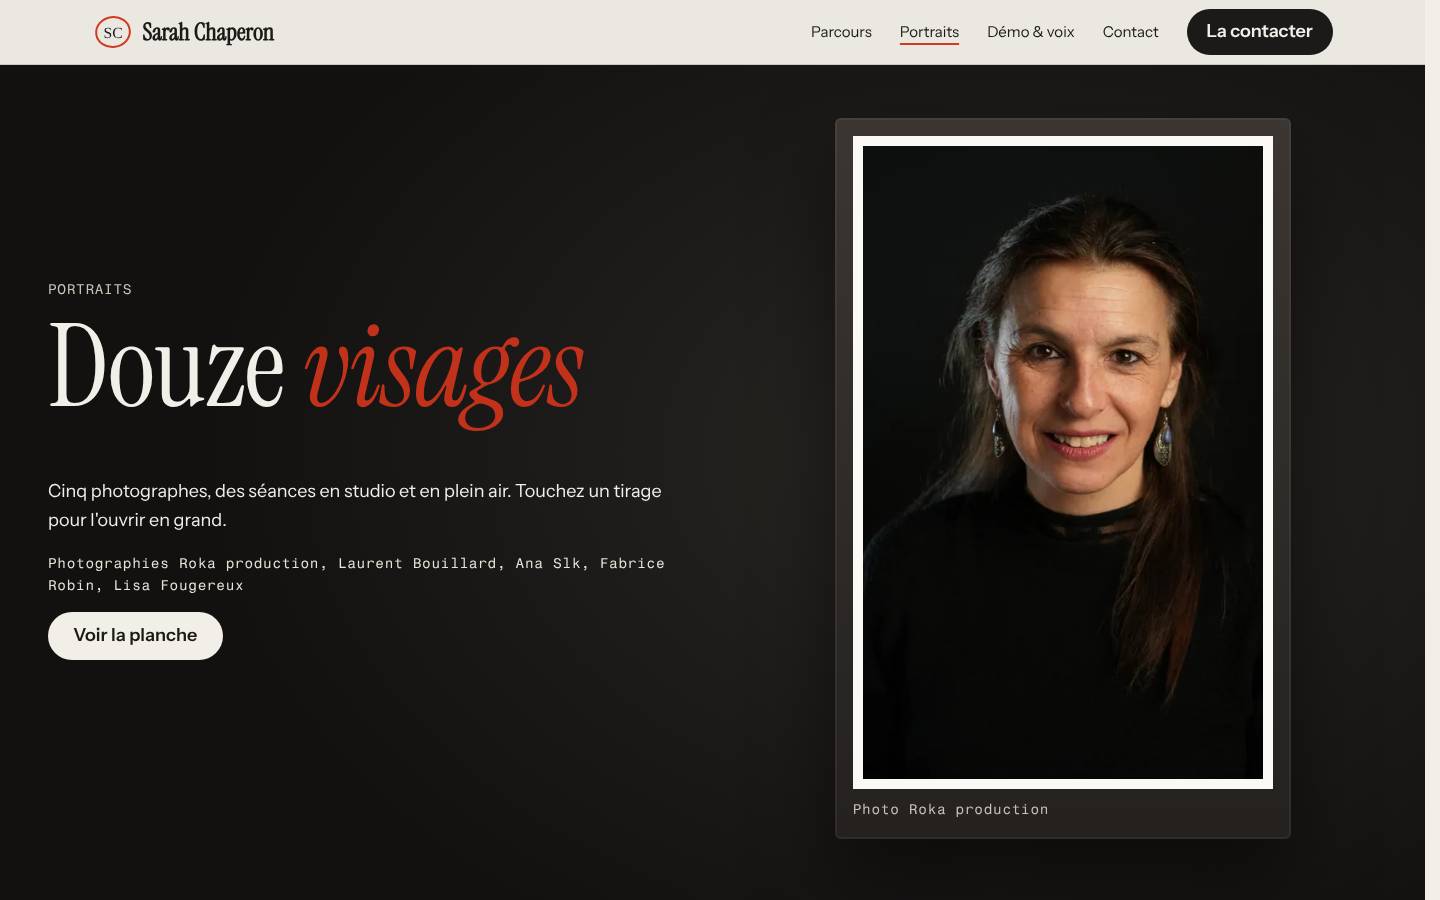 SC
Sarah Chaperon
Parcours
Portraits
Démo & voix
Contact
La contacter
PORTRAITS
Douze visages
Cinq photographes, des séances en studio et en plein air. Touchez un tirage
pour l'ouvrir en grand.
Photographies Roka production, Laurent Bouillard, Ana Slk, Fabrice
Robin, Lisa Fougereux
Voir la planche
Photo Roka production